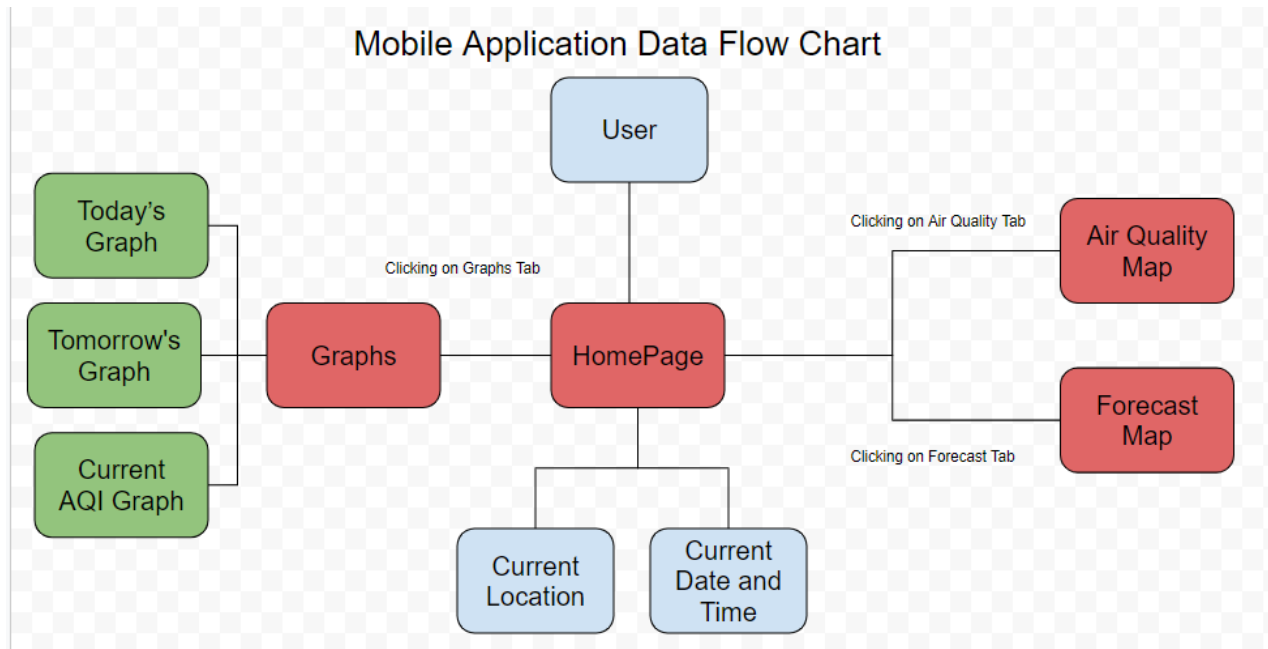 Mobile Application Data Flow Chart
User
Today’s
Graph
Clicking on Air Quality Tab
Air Quality
Map
Clicking on Graphs Tab
Tomorrow's
Graph
Graphs
HomePage
Forecast
Map
Clicking on Forecast Tab
Current
AQI Graph
Current
Location
Current
Date and
Time